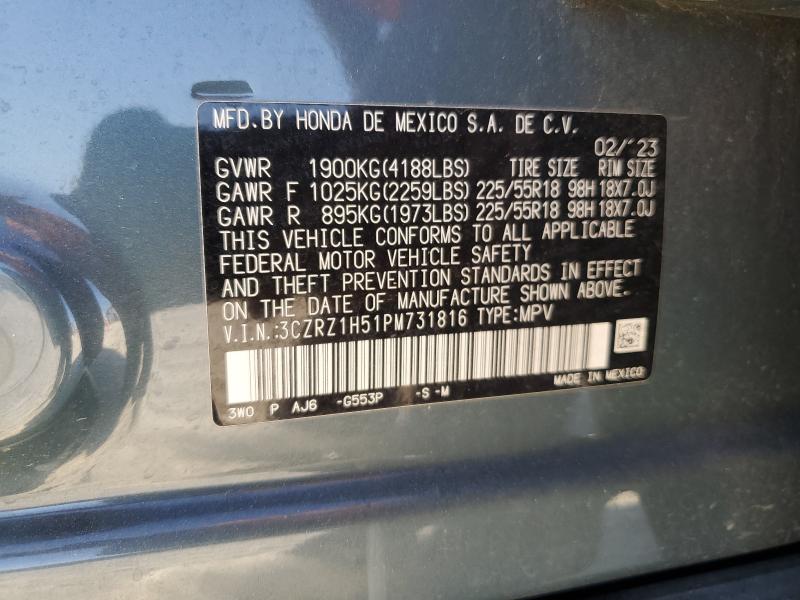 MFD.BY HONDA DE MEXICO S.A. DE C.V.
02/'23
GVWR 1900KG(4188LBS) TIRE SIZE RIM SIZE
GAWR F 1025KG(2259LBS) 225/55R18 98H 18X7.0J
GAWR R 895KG(1973LBS) 225/55R18 98H 18X7.0J
THIS VEHICLE CONFORMS TO ALL APPLICABLE
FEDERAL MOTOR VEHICLE SAFETY
AND THEFT PREVENTION STANDARDS IN EFFECT
ON THE DATE OF MANUFACTURE SHOWN ABOVE.
V.I.N.:3CZRZ1H51PM731816 TYPE:MPV
MADE IN MEXICO
3WO P AJ6 -G553P -S -M